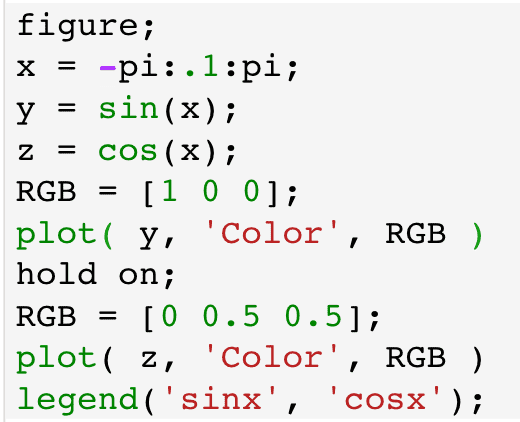 figure;
x = -pi:.1:pi;
y = sin(x);
z = cos(x);
RGB = [1 0 0];
plot( y, 'Color', RGB )
hold on;
RGB = [0 0.5 0.5];
plot( z, 'Color', RGB )
legend('sinx', 'cosx');